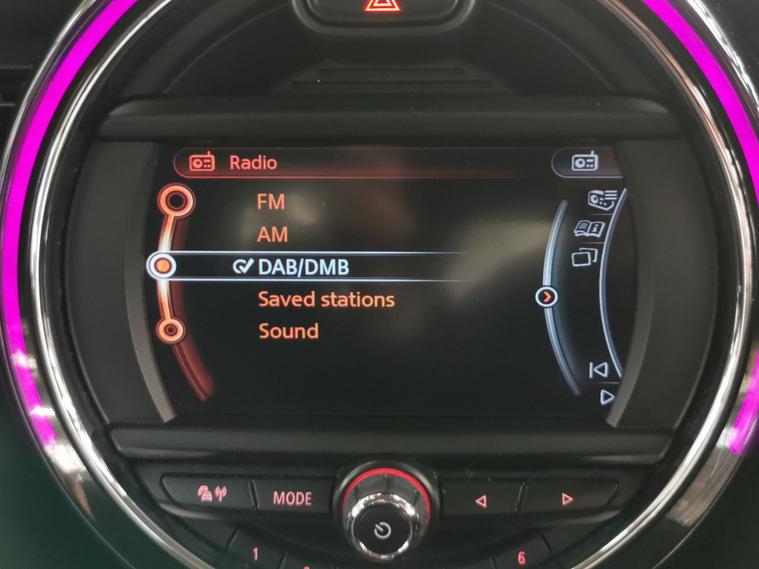 Radio
FM
AM
DAB/DMB
Saved stations
Sound
MODE
1
6